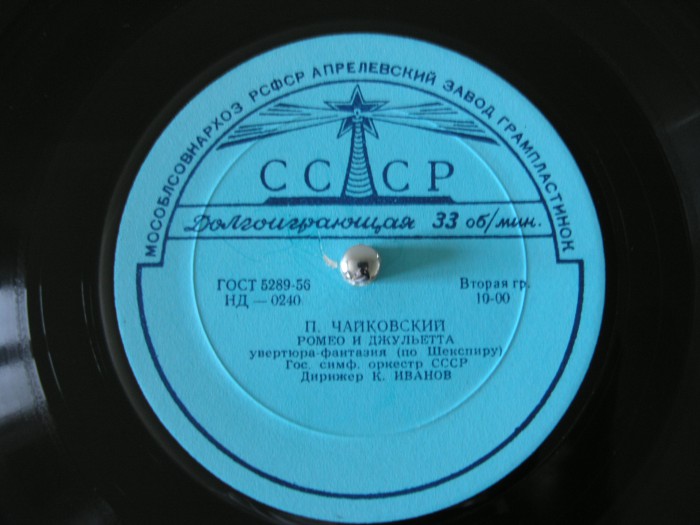 МОСОБЛСОВНАРХОЗ РСФСР АПРЕЛЕВСКИЙ ЗАВОД ГРАМПЛАСТИНОК
СССР
Долгоиграющая 33 об/мин.
ГОСТ 5289-56 Вторая гр.
НД — 0240 10-00
П. ЧАЙКОВСКИЙ
РОМЕО И ДЖУЛЬЕТТА
увертюра-фантазия (по Шекспиру)
Гос. симф. оркестр СССР
Дирижер К. ИВАНОВ